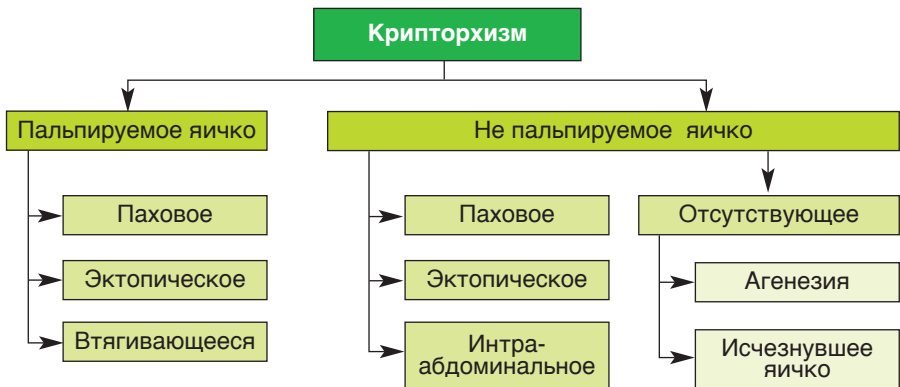 Крипторхизм
Пальпируемое яичко
Не пальпируемое яичко
Паховое
Паховое
Отсутствующее
Эктопическое
Эктопическое
Агенезия
Втягивающееся
Интра-
абдоминальное
Исчезнувшее
яичко